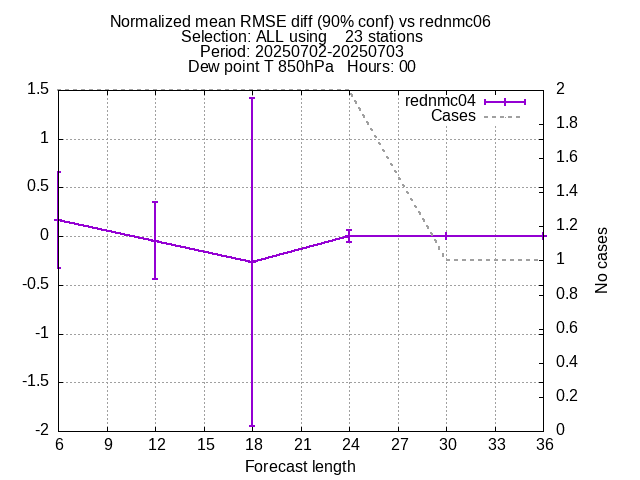 Normalized mean RMSE diff (90% conf) vs rednmc06
Selection: ALL using    23 stations
Period: 20250702-20250703
Dew point T 850hPa   Hours: 00
rednmc04
Cases
1.5
1
0.5
0
-0.5
-1
-1.5
-2
2
1.8
1.6
1.4
1.2
1
0.8
0.6
0.4
0.2
0
No cases
6 9 12 15 18 21 24 27 30 33 36
Forecast length